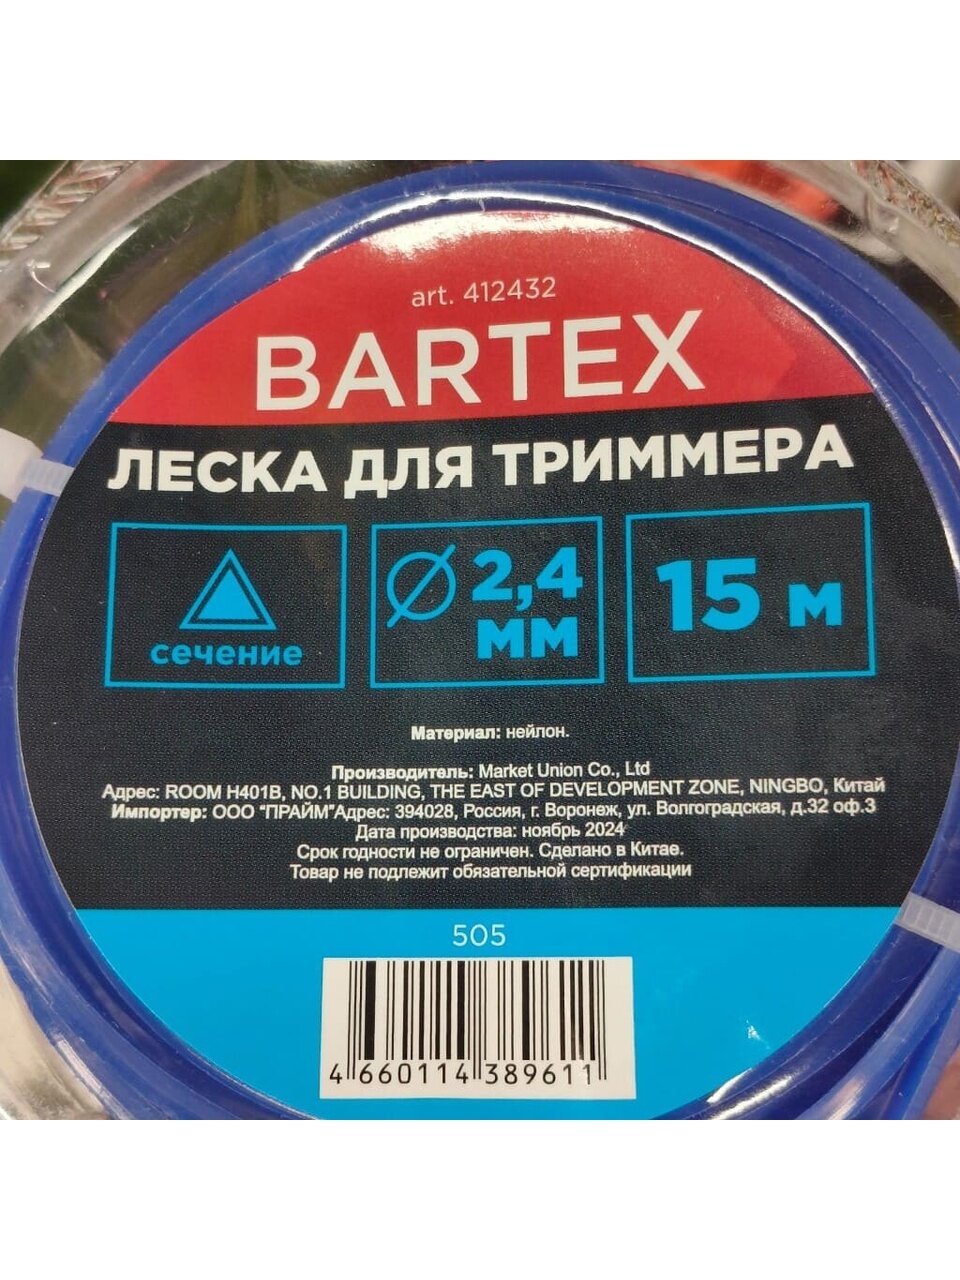 art. 412432
BARTEX
ЛЕСКА ДЛЯ ТРИММЕРА
сечение
Ø 2,4
мм
15 м
Материал: нейлон.
Производитель: Market Union Co., Ltd
Адрес: ROOM H401B, NO.1 BUILDING, THE EAST OF DEVELOPMENT ZONE, NINGBO, Китай
Импортер: ООО "ПРАЙМ"Адрес: 394028, Россия, г. Воронеж, ул. Волгоградская, д.32 оф.3
Дата производства: ноябрь 2024
Срок годности не ограничен. Сделано в Китае.
Товар не подлежит обязательной сертификации
505
4 660114 389611